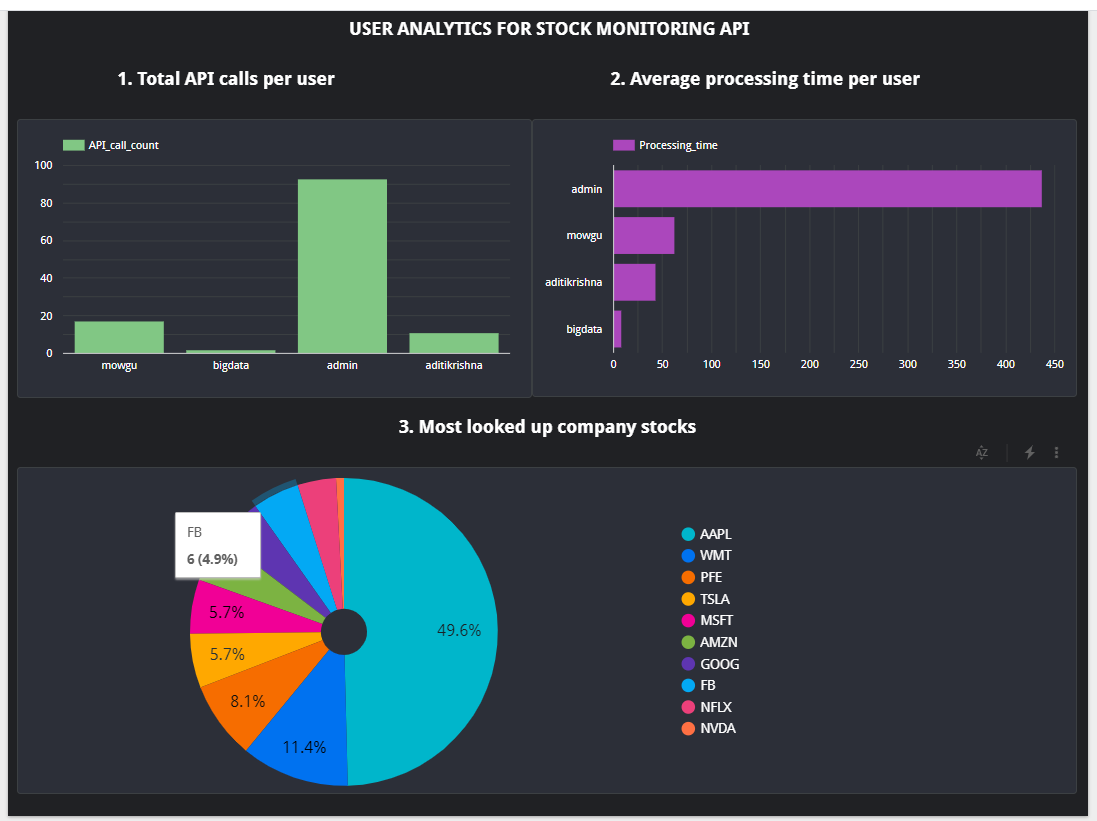 USER ANALYTICS FOR STOCK MONITORING API
1. Total API calls per user
2. Average processing time per user
API_call_count
100
80
60
40
20
0
mowgu
bigdata
admin
aditikrishna
Processing_time
admin
mowgu
aditikrishna
bigdata
0 50 100 150 200 250 300 350 400 450
3. Most looked up company stocks
AZ
FB
6 (4.9%)
5.7%
5.7%
8.1%
11.4%
49.6%
AAPL
WMT
PFE
TSLA
MSFT
AMZN
GOOG
FB
NFLX
NVDA